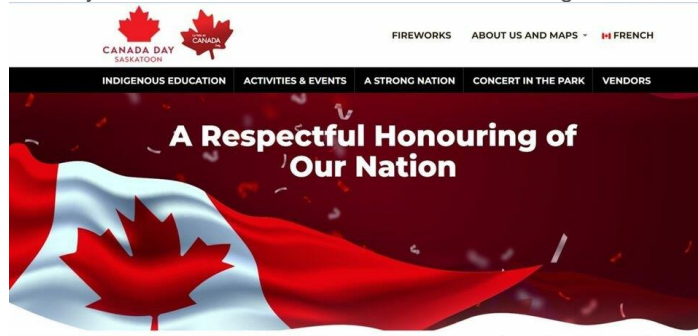 CANADA DAY
SASKATOON
CANADA
FIREWORKS ABOUT US AND MAPS FRENCH
INDIGENOUS EDUCATION ACTIVITIES & EVENTS A STRONG NATION CONCERT IN THE PARK VENDORS
A Respectful Honouring of
Our Nation